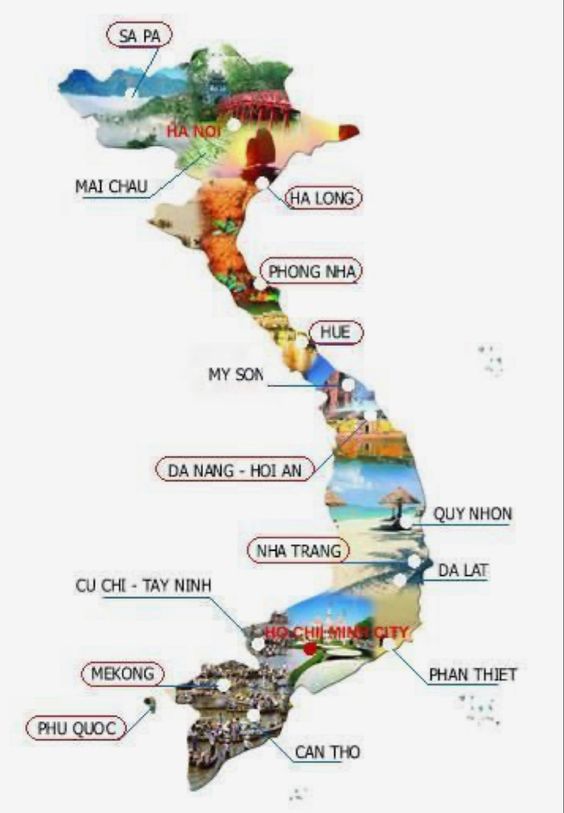 SA PA
HA NOI
MAI CHAU
HA LONG
PHONG NHA
HUE
MY SON
DA NANG - HOI AN
QUY NHON
NHA TRANG
DA LAT
CU CHI - TAY NINH
HO CHI MINH CITY
MEKONG
PHAN THIET
PHU QUOC
CAN THO